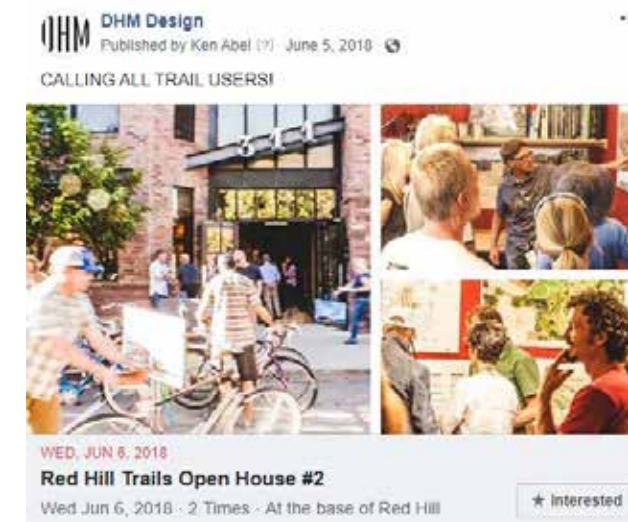 DHM
DHM Design
Published by Ken Abel [?] · June 5, 2018
CALLING ALL TRAIL USERS!
311
WED, JUN 6, 2018
Red Hill Trails Open House #2
Wed Jun 6, 2018 · 2 Times · At the base of Red Hill
★ Interested